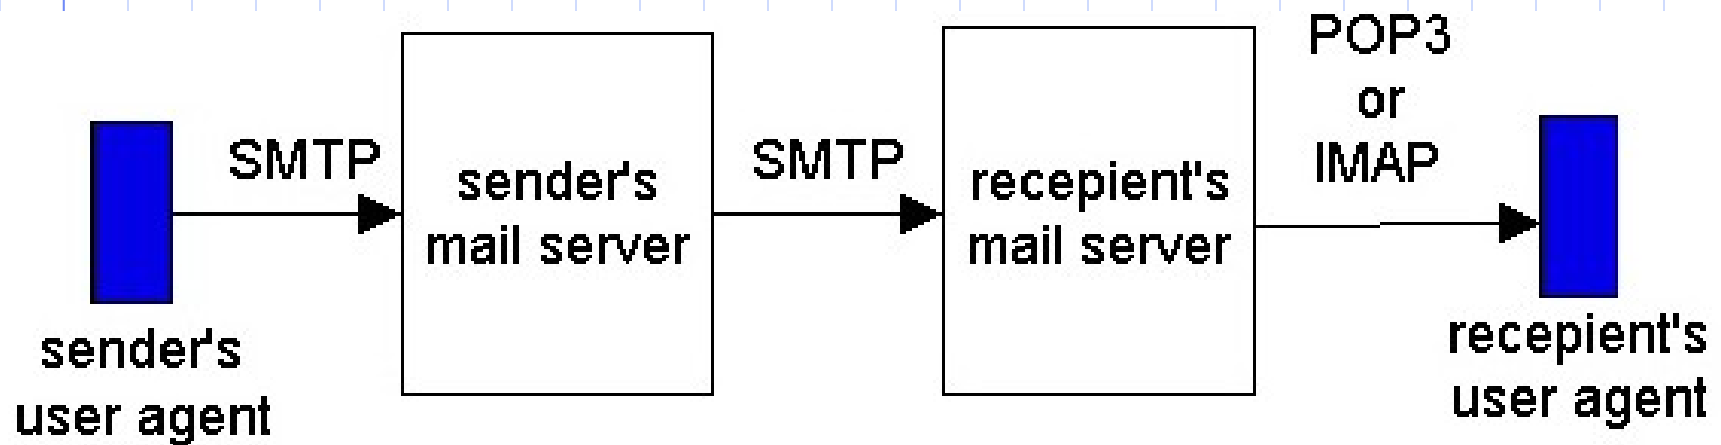 SMTP
sender's
mail server
sender's
user agent
SMTP
recepient's
mail server
POP3
or
IMAP
recepient's
user agent